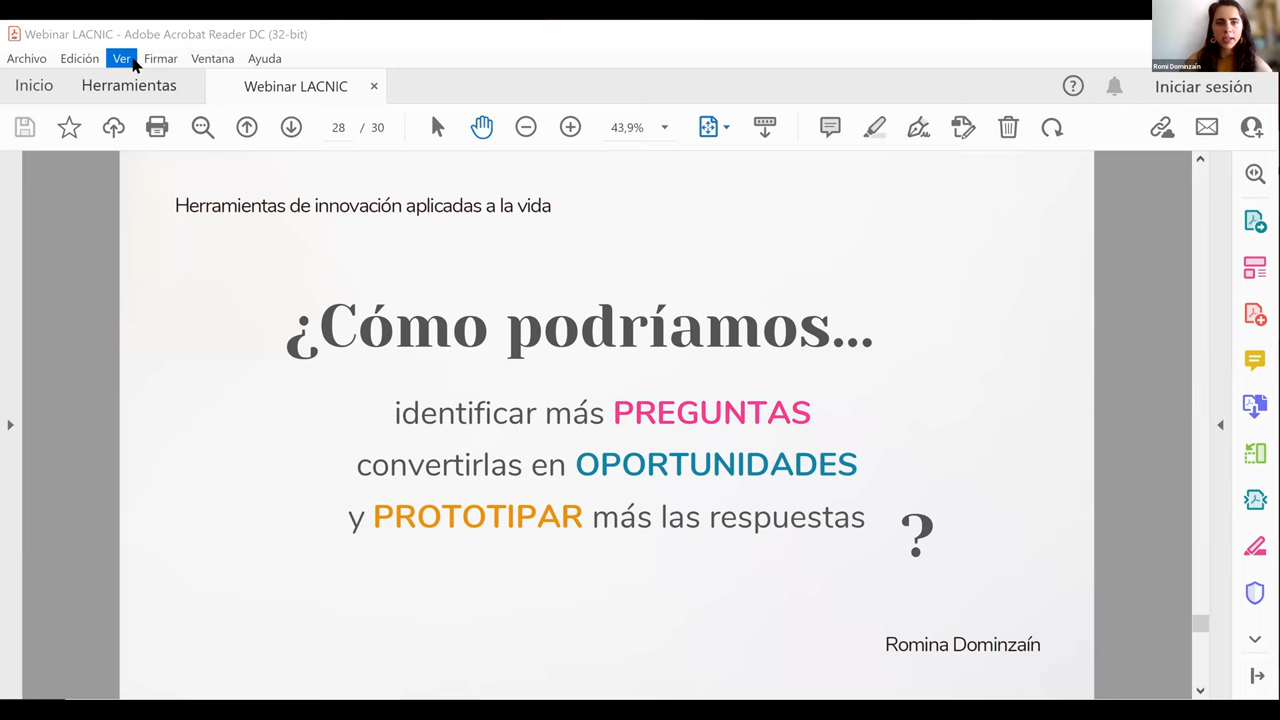 Webinar LACNIC - Adobe Acrobat Reader DC (32-bit)
Romi Dominzain
Archivo Edición Ver Firmar Ventana Ayuda
Inicio Herramientas Webinar LACNIC × Iniciar sesión
28 / 30 43,9%
Herramientas de innovación aplicadas a la vida
¿Cómo podríamos...
identificar más PREGUNTAS
convertirlas en OPORTUNIDADES
y PROTOTIPAR más las respuestas
?
Romina Dominzaín